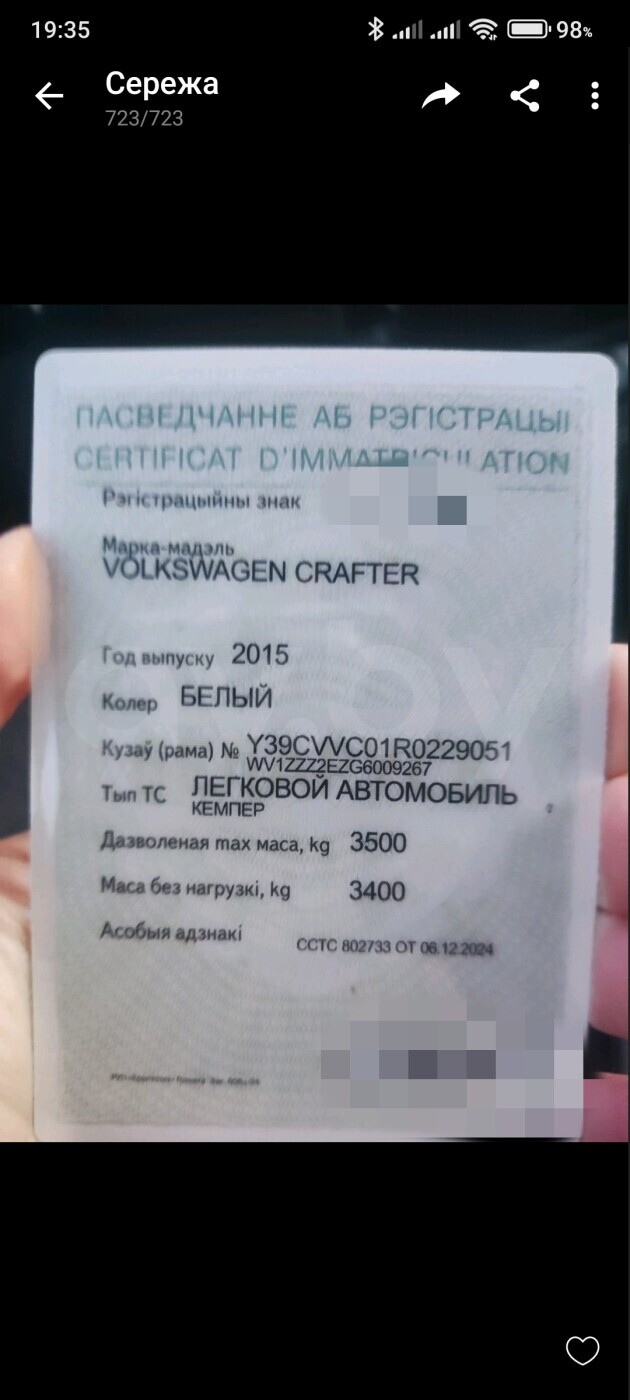 19:35
98%
Сережа
723/723
ПАСВЕДЧАННЕ АБ РЭГІСТРАЦЫІ
CERTIFICAT D'IMMATRICULATION
Рэгістрацыйны знак
Марка-мадэль
VOLKSWAGEN CRAFTER
Год выпуску 2015
Колер БЕЛЫЙ
Кузаў (рама) № Y39CVVC01R0229051
WV1ZZZ2EZG6009267
Тып ТС ЛЕГКОВОЙ АВТОМОБИЛЬ
КЕМПЕР
Дазволеная max маса, kg 3500
Маса без нагрузкі, kg 3400
Асобыя адзнакі
ССТС 802733 ОТ 06.12.2024